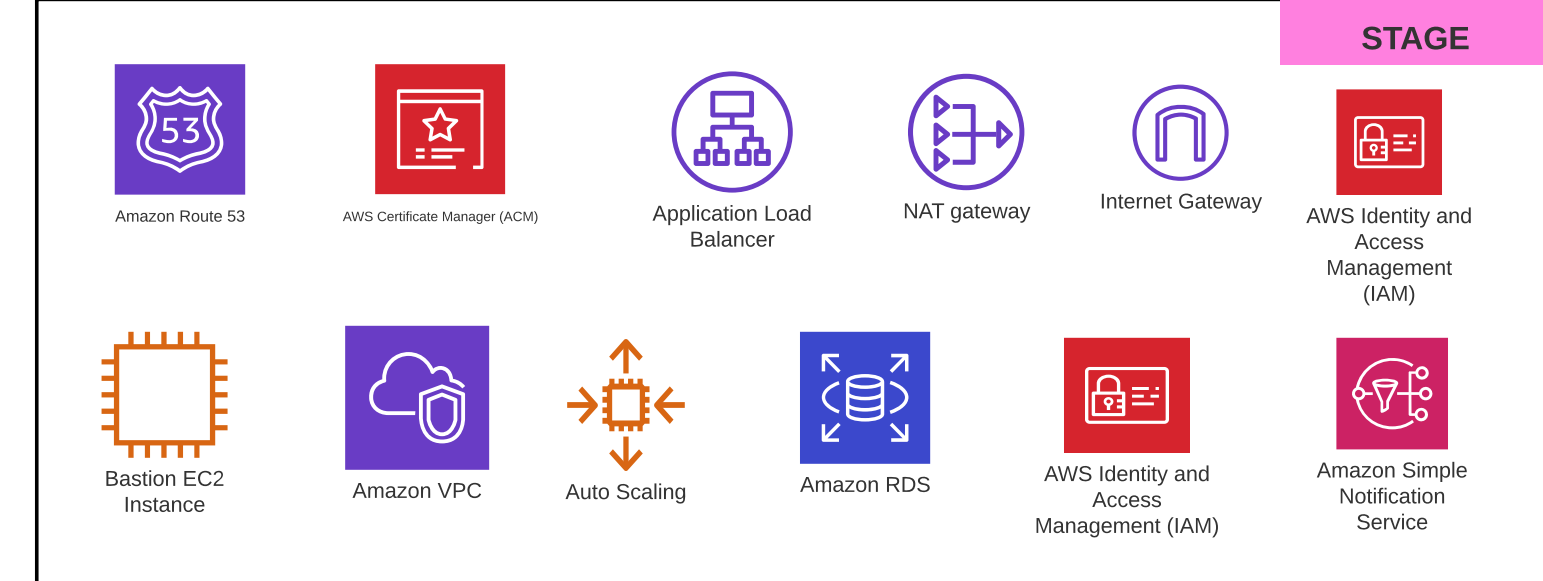 STAGE
53
Amazon Route 53
AWS Certificate Manager (ACM)
Application Load
Balancer
NAT gateway
Internet Gateway
AWS Identity and
Access
Management
(IAM)
Bastion EC2
Instance
Amazon VPC
Auto Scaling
Amazon RDS
AWS Identity and
Access
Management (IAM)
Amazon Simple
Notification
Service